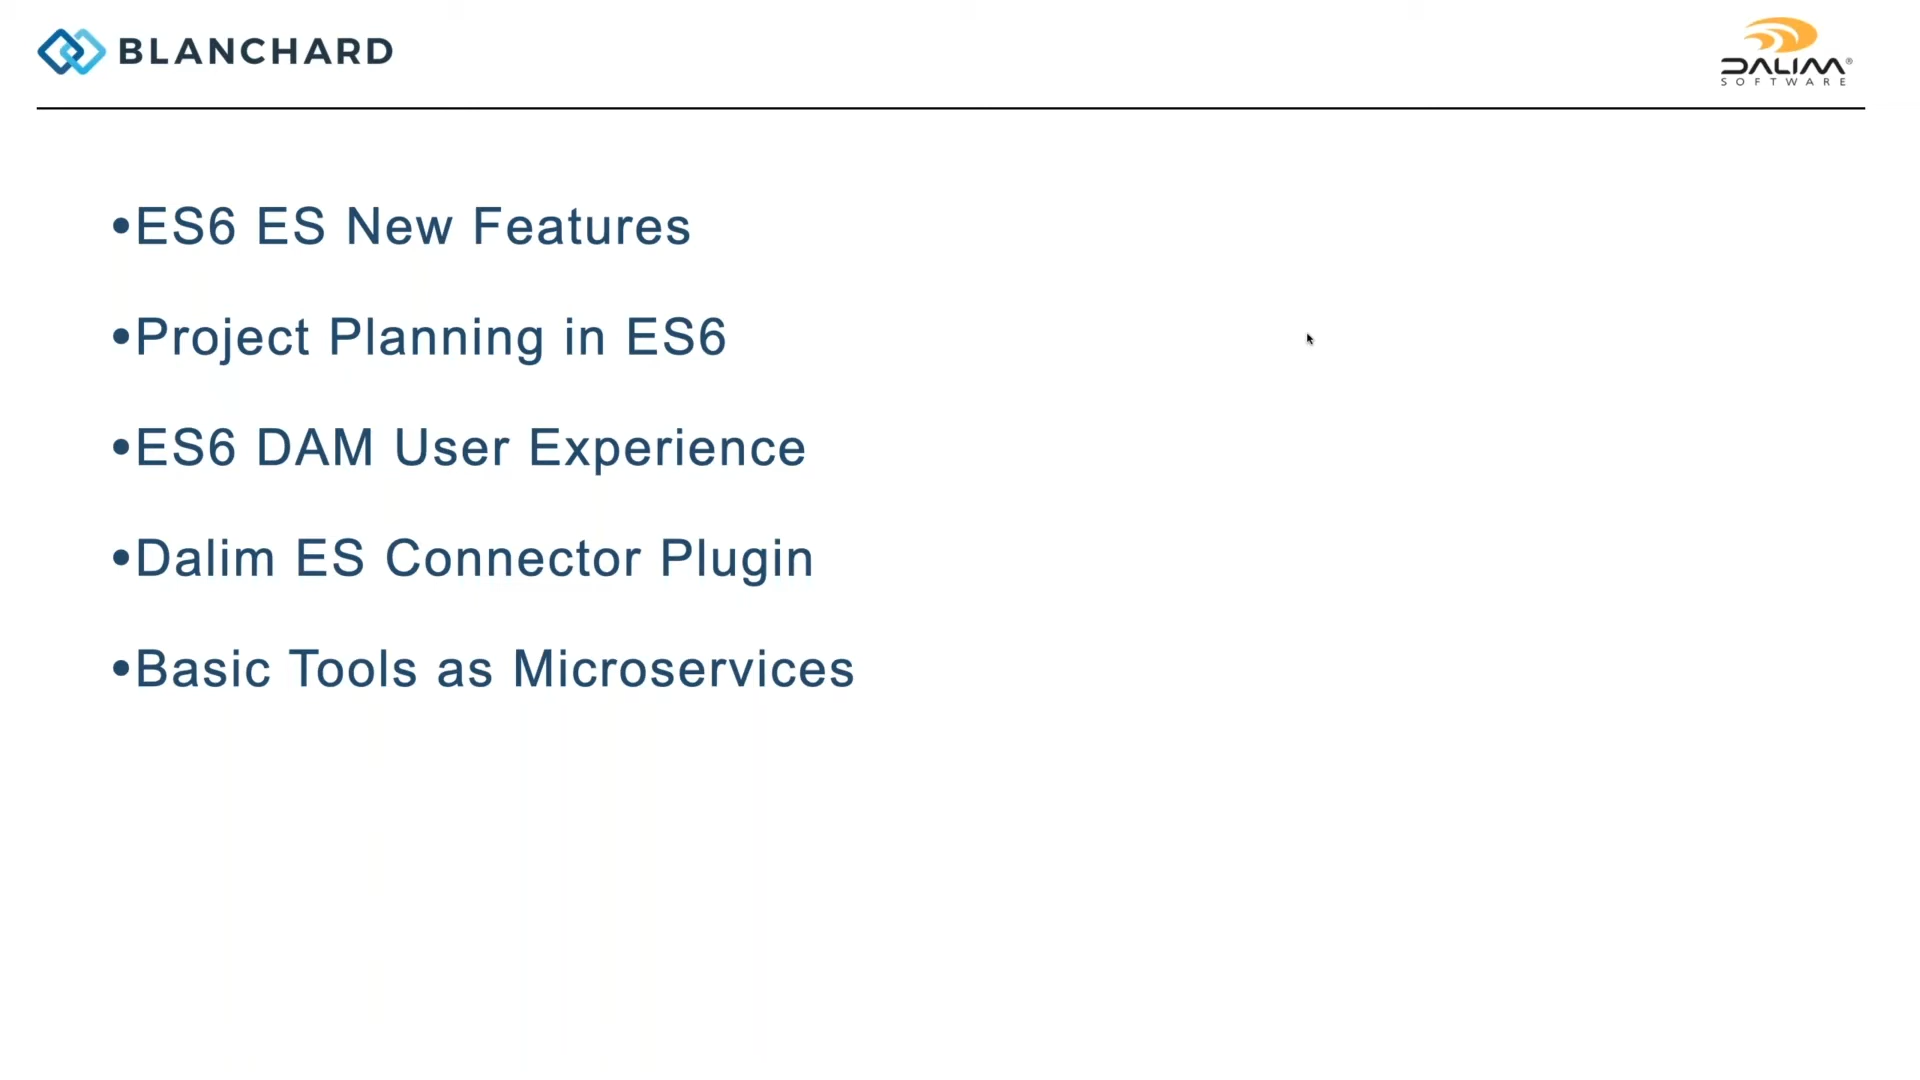 BLANCHARD
DALIM®
SOFTWARE
•ES6 ES New Features
•Project Planning in ES6
•ES6 DAM User Experience
•Dalim ES Connector Plugin
•Basic Tools as Microservices